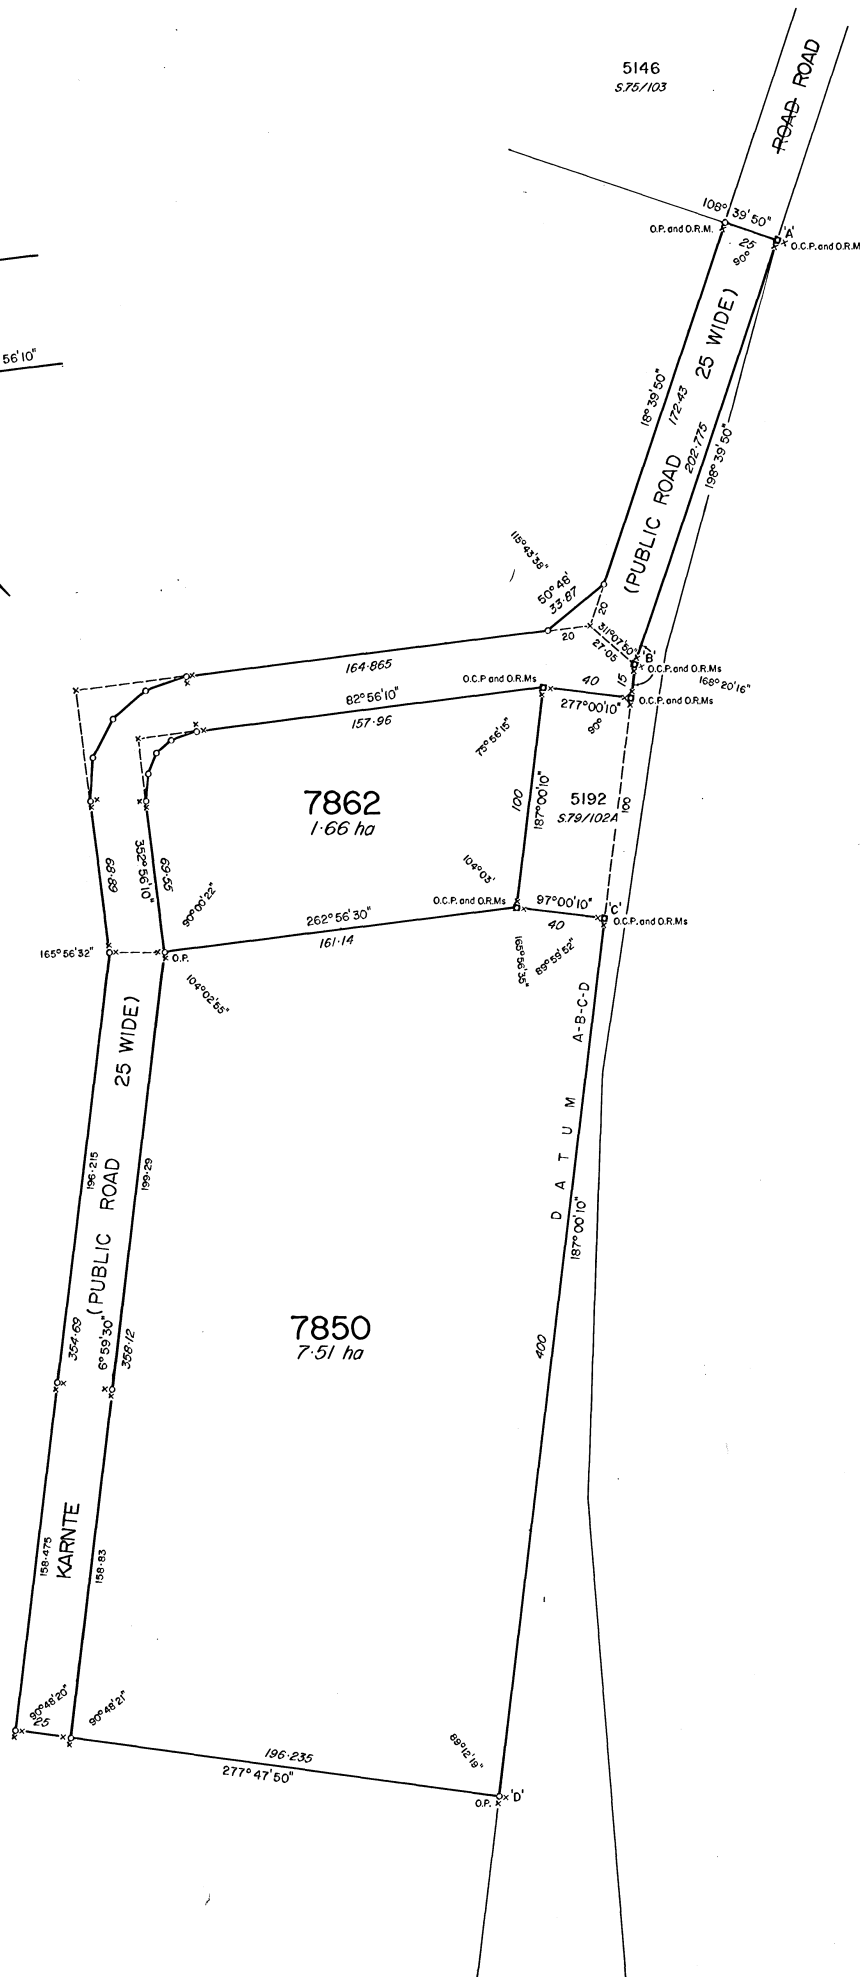 ROAD ROAD
5146
S.75/103
108° 39' 50"
O.P. and O.R.M.
'A'
O.C.P. and O.R.M
25
90°
56'10"
(PUBLIC ROAD 25 WIDE)
18° 39' 50"
172·43
202·775
198° 39' 50"
115° 43' 38"
50° 48'
33·87
20
20
311° 07' 50"
27·05
'B'
O.C.P. and O.R.Ms
168° 20' 16"
15
164·865
O.C.P and O.R.Ms
40
277° 00' 10"
O.C.P. and O.R.Ms
90°
82° 56' 10"
157·96
75° 56' 15"
7862
1·66 ha
100
187° 00' 10"
5192
S.79/102A
100
68·89
352° 56' 10"
69·55
90° 00' 22"
104° 03'
O.C.P. and O.R.Ms
97° 00' 10"
40
'C'
O.C.P. and O.R.Ms
262° 56' 30"
161·14
165° 56' 32"
O.P.
104° 02' 55"
165° 56' 35"
89° 59' 52"
(PUBLIC ROAD 25 WIDE)
DATUM A-B-C-D
196·215
199·29
187° 00' 10"
354·69
6° 59' 30"
358·12
7850
7·51 ha
400
KARNTE
158·475
158·83
90° 48' 20"
25
90° 48' 21"
196·235
277° 47' 50"
89° 12' 19"
O.P.
'D'